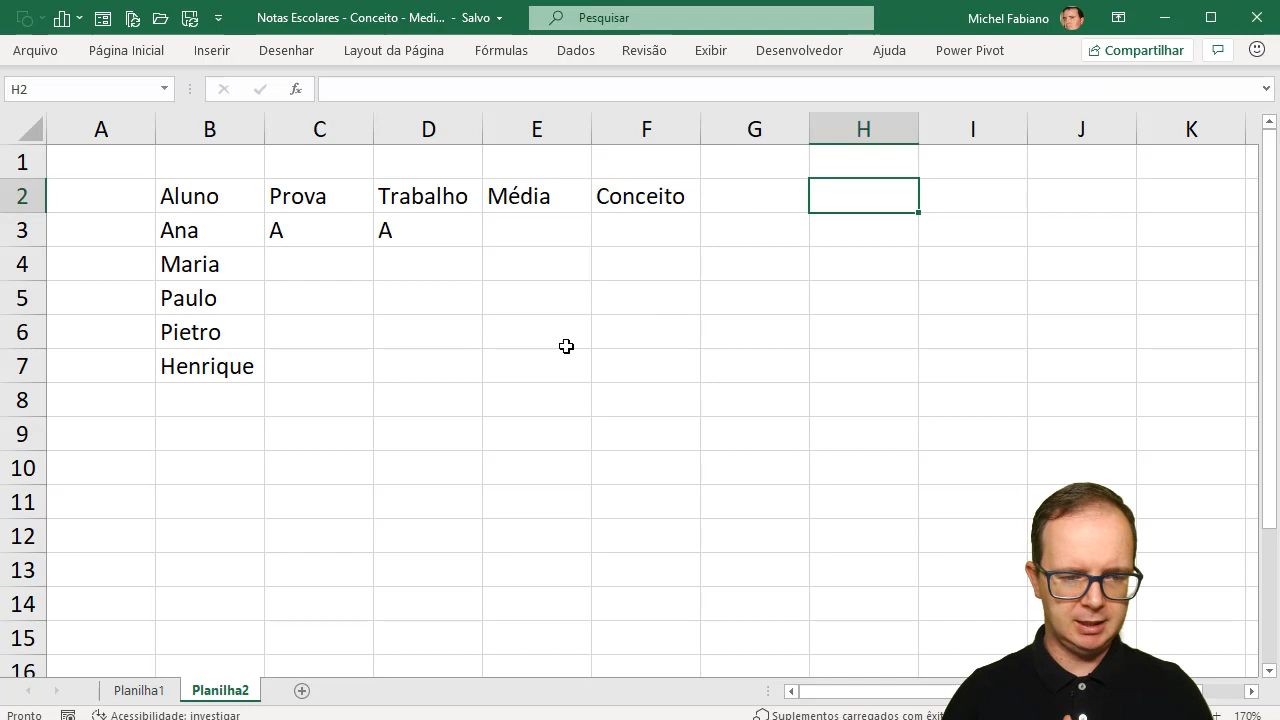 Notas Escolares - Conceito - Medi... - Salvo
Pesquisar
Michel Fabiano
Arquivo Página Inicial Inserir Desenhar Layout da Página Fórmulas Dados Revisão Exibir Desenvolvedor Ajuda Power Pivot Compartilhar
H2 fx
A B C D E F G H I J K
1
2 Aluno Prova Trabalho Média Conceito
3 Ana A A
4 Maria
5 Paulo
6 Pietro
7 Henrique
8
9
10
11
12
13
14
15
16
Planilha1 Planilha2
Pronto Acessibilidade: investigar Suplementos carregados com êxit 170%